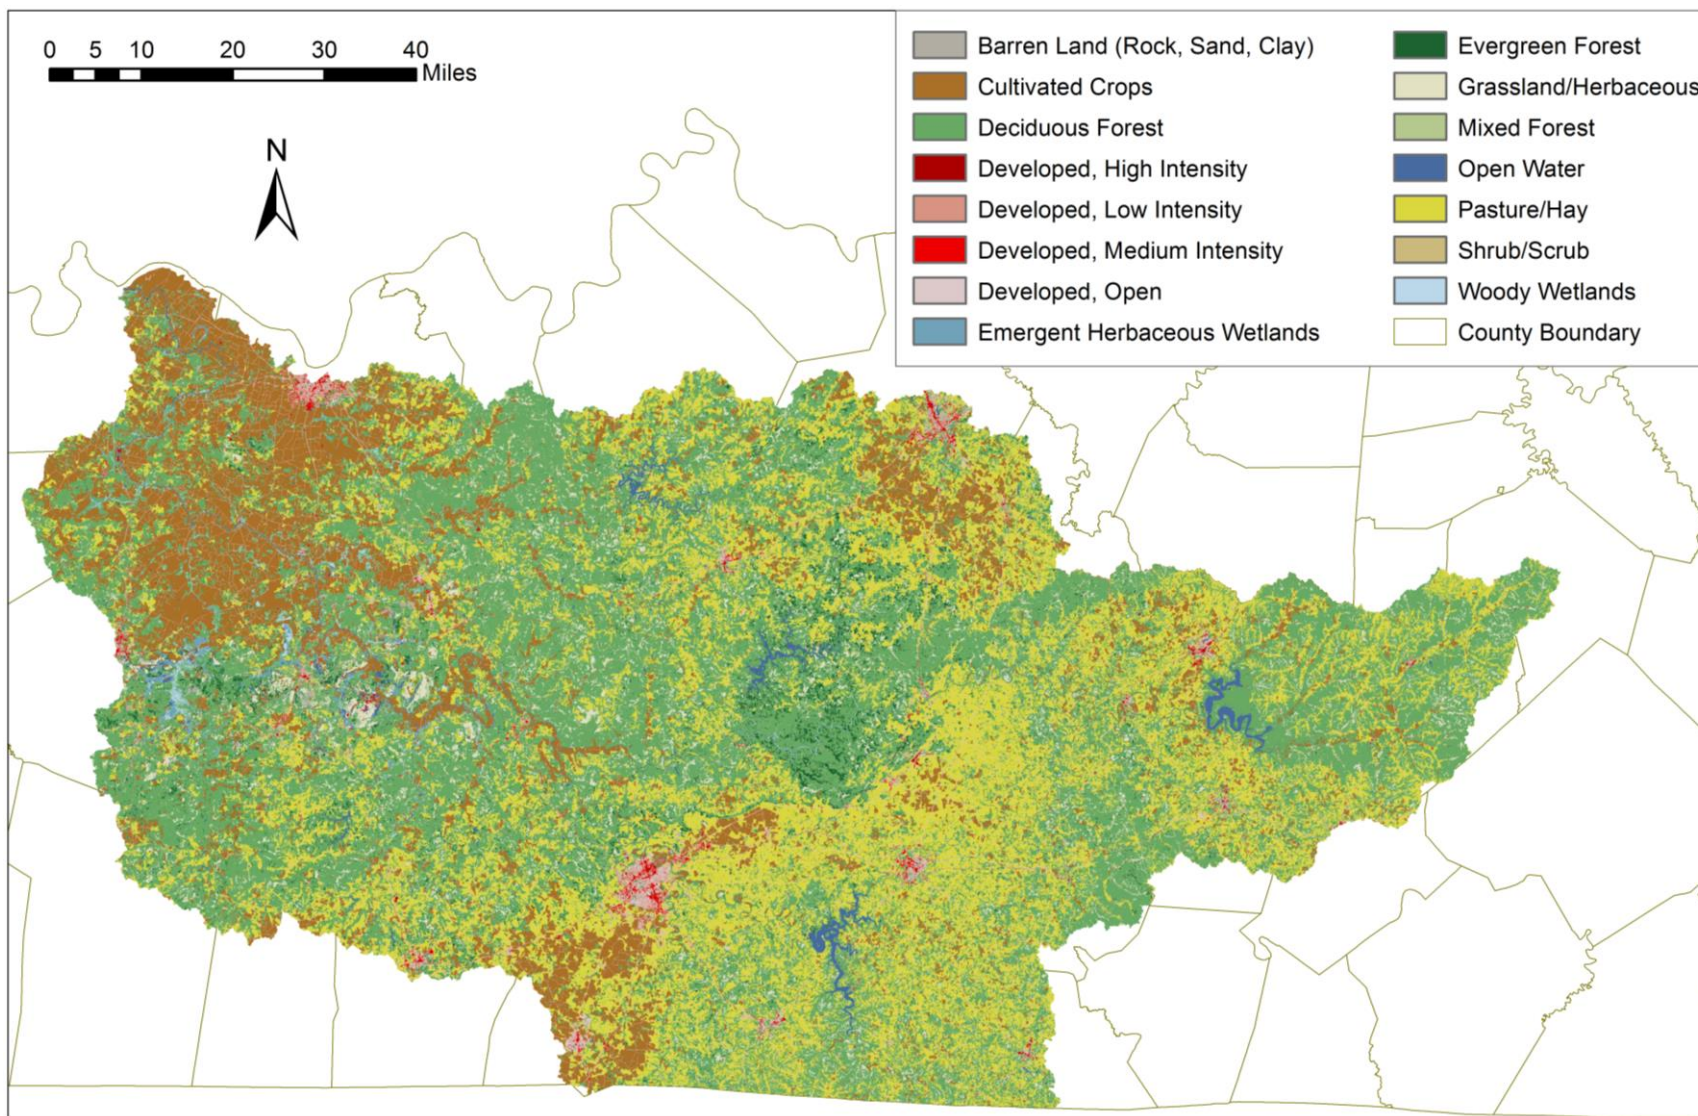 0 5 10 20 30 40
Miles
N
Barren Land (Rock, Sand, Clay)
Cultivated Crops
Deciduous Forest
Developed, High Intensity
Developed, Low Intensity
Developed, Medium Intensity
Developed, Open
Emergent Herbaceous Wetlands
Evergreen Forest
Grassland/Herbaceous
Mixed Forest
Open Water
Pasture/Hay
Shrub/Scrub
Woody Wetlands
County Boundary